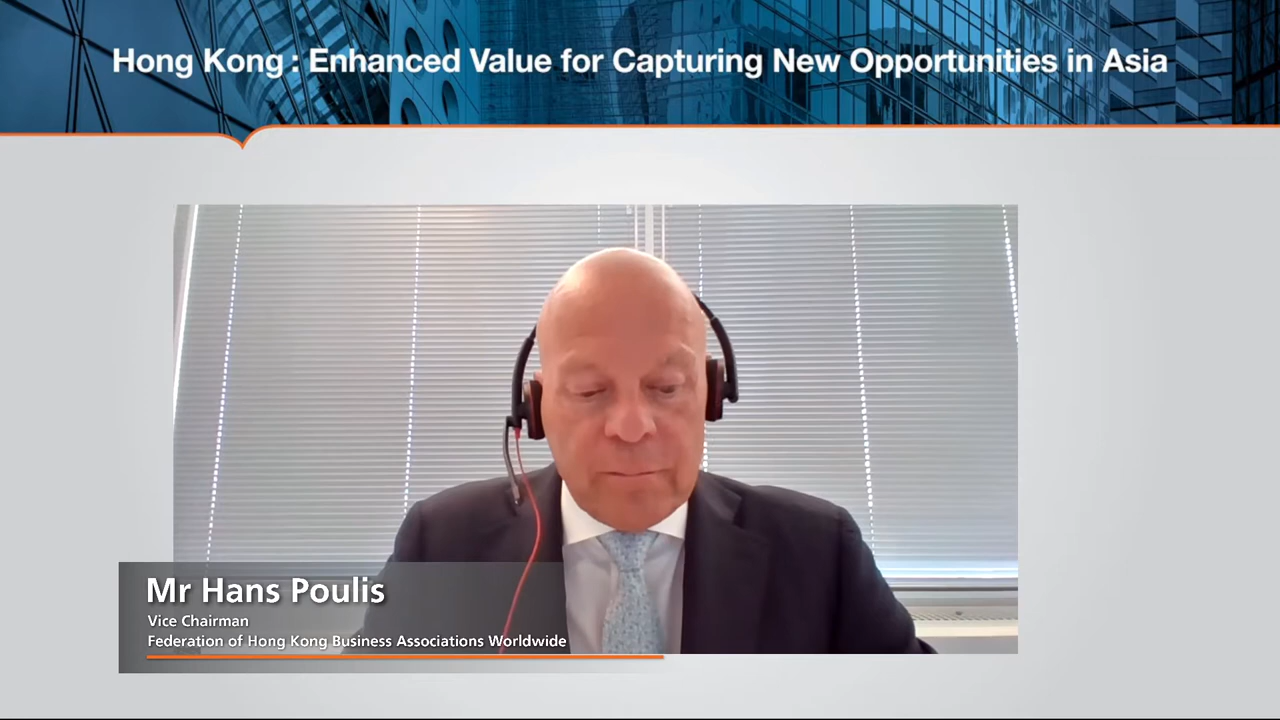 Hong Kong : Enhanced Value for Capturing New Opportunities in Asia
Mr Hans Poulis
Vice Chairman
Federation of Hong Kong Business Associations Worldwide